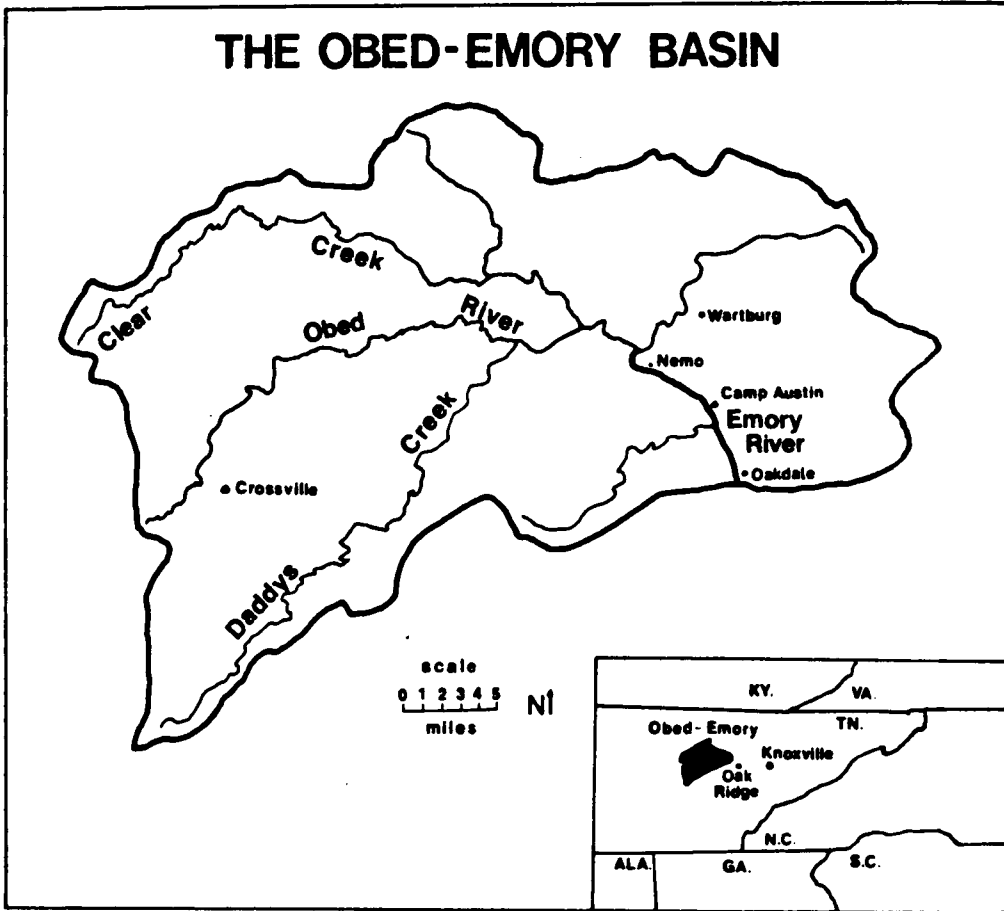 THE OBED-EMORY BASIN
Clear
Creek
Obed
River
Wartburg
Nemo
Camp Austin
Emory
River
Oakdale
Creek
Crossville
Daddys
scale
0 1 2 3 4 5
miles
N
KY.
VA.
TN.
Obed-Emory
Knoxville
Oak
Ridge
N.C.
ALA.
GA.
S.C.